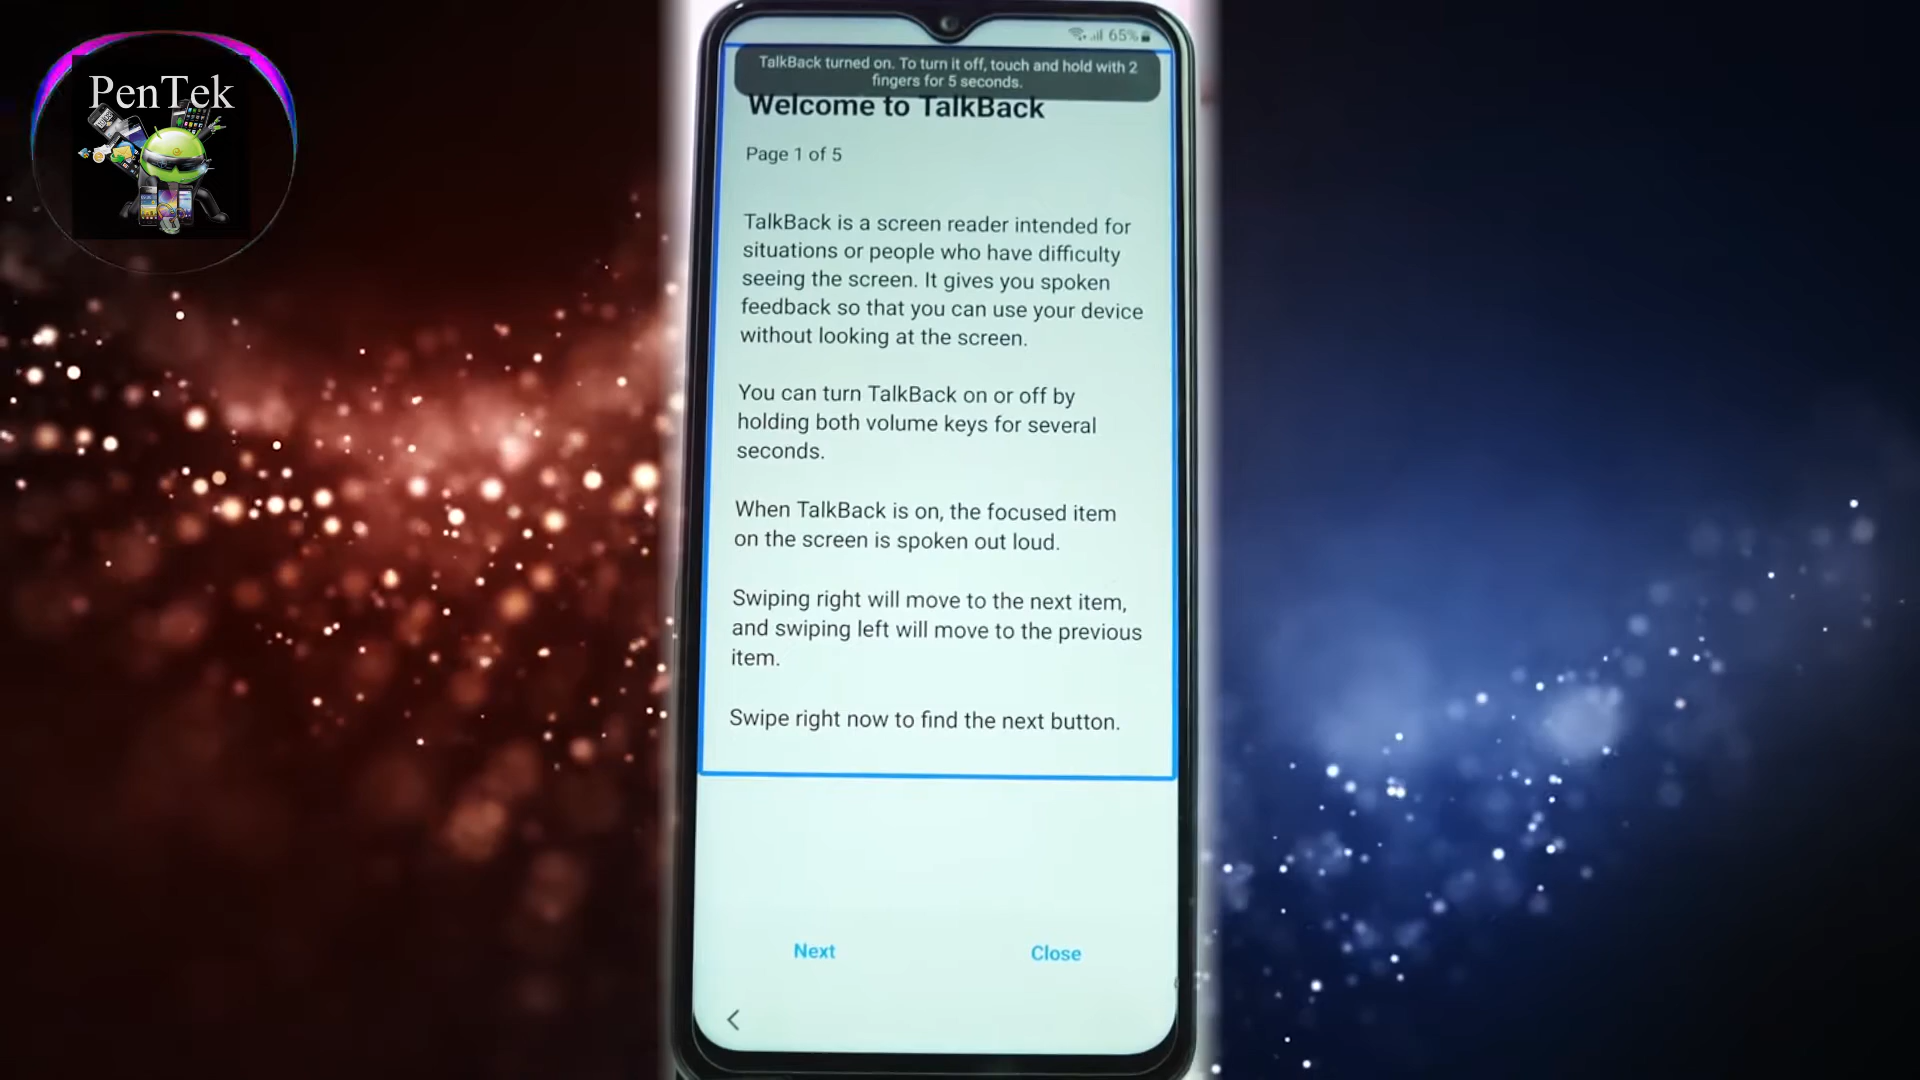 PenTek
65%
TalkBack turned on. To turn it off, touch and hold with 2
fingers for 5 seconds.
Welcome to TalkBack
Page 1 of 5
TalkBack is a screen reader intended for
situations or people who have difficulty
seeing the screen. It gives you spoken
feedback so that you can use your device
without looking at the screen.
You can turn TalkBack on or off by
holding both volume keys for several
seconds.
When TalkBack is on, the focused item
on the screen is spoken out loud.
Swiping right will move to the next item,
and swiping left will move to the previous
item.
Swipe right now to find the next button.
Next
Close